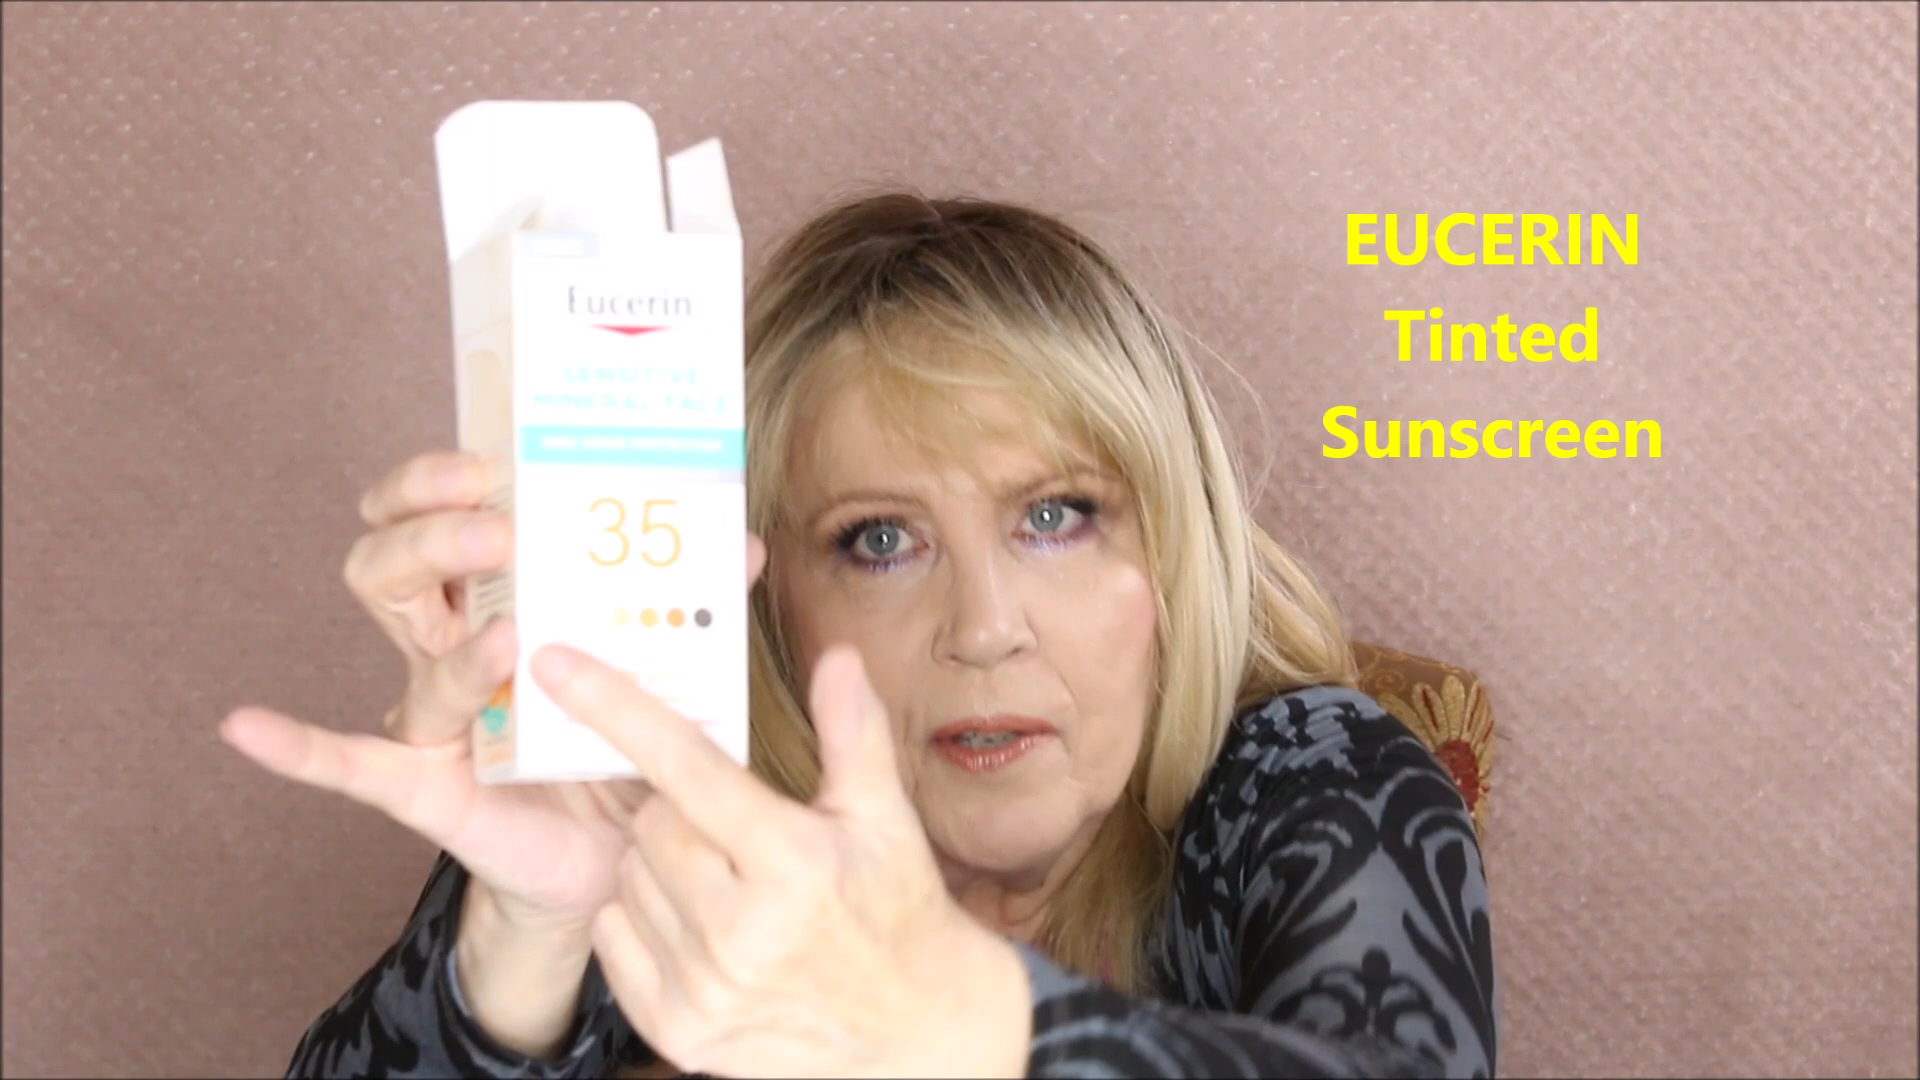 Eucerin
SENSITIVE
MINERAL FACE
35
EUCERIN
Tinted
Sunscreen